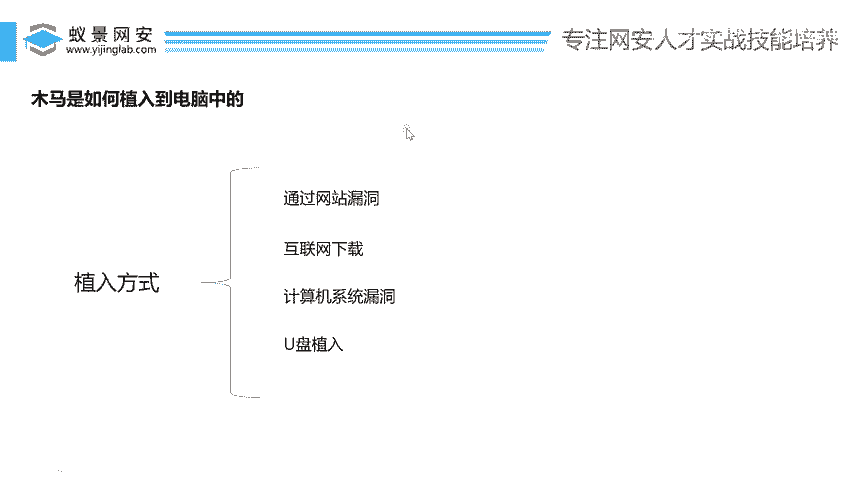 蚁景网安
www.yijinglab.com
专注网安人才实战技能培养
木马是如何植入到电脑中的
植入方式
通过网站漏洞
互联网下载
计算机系统漏洞
U盘植入